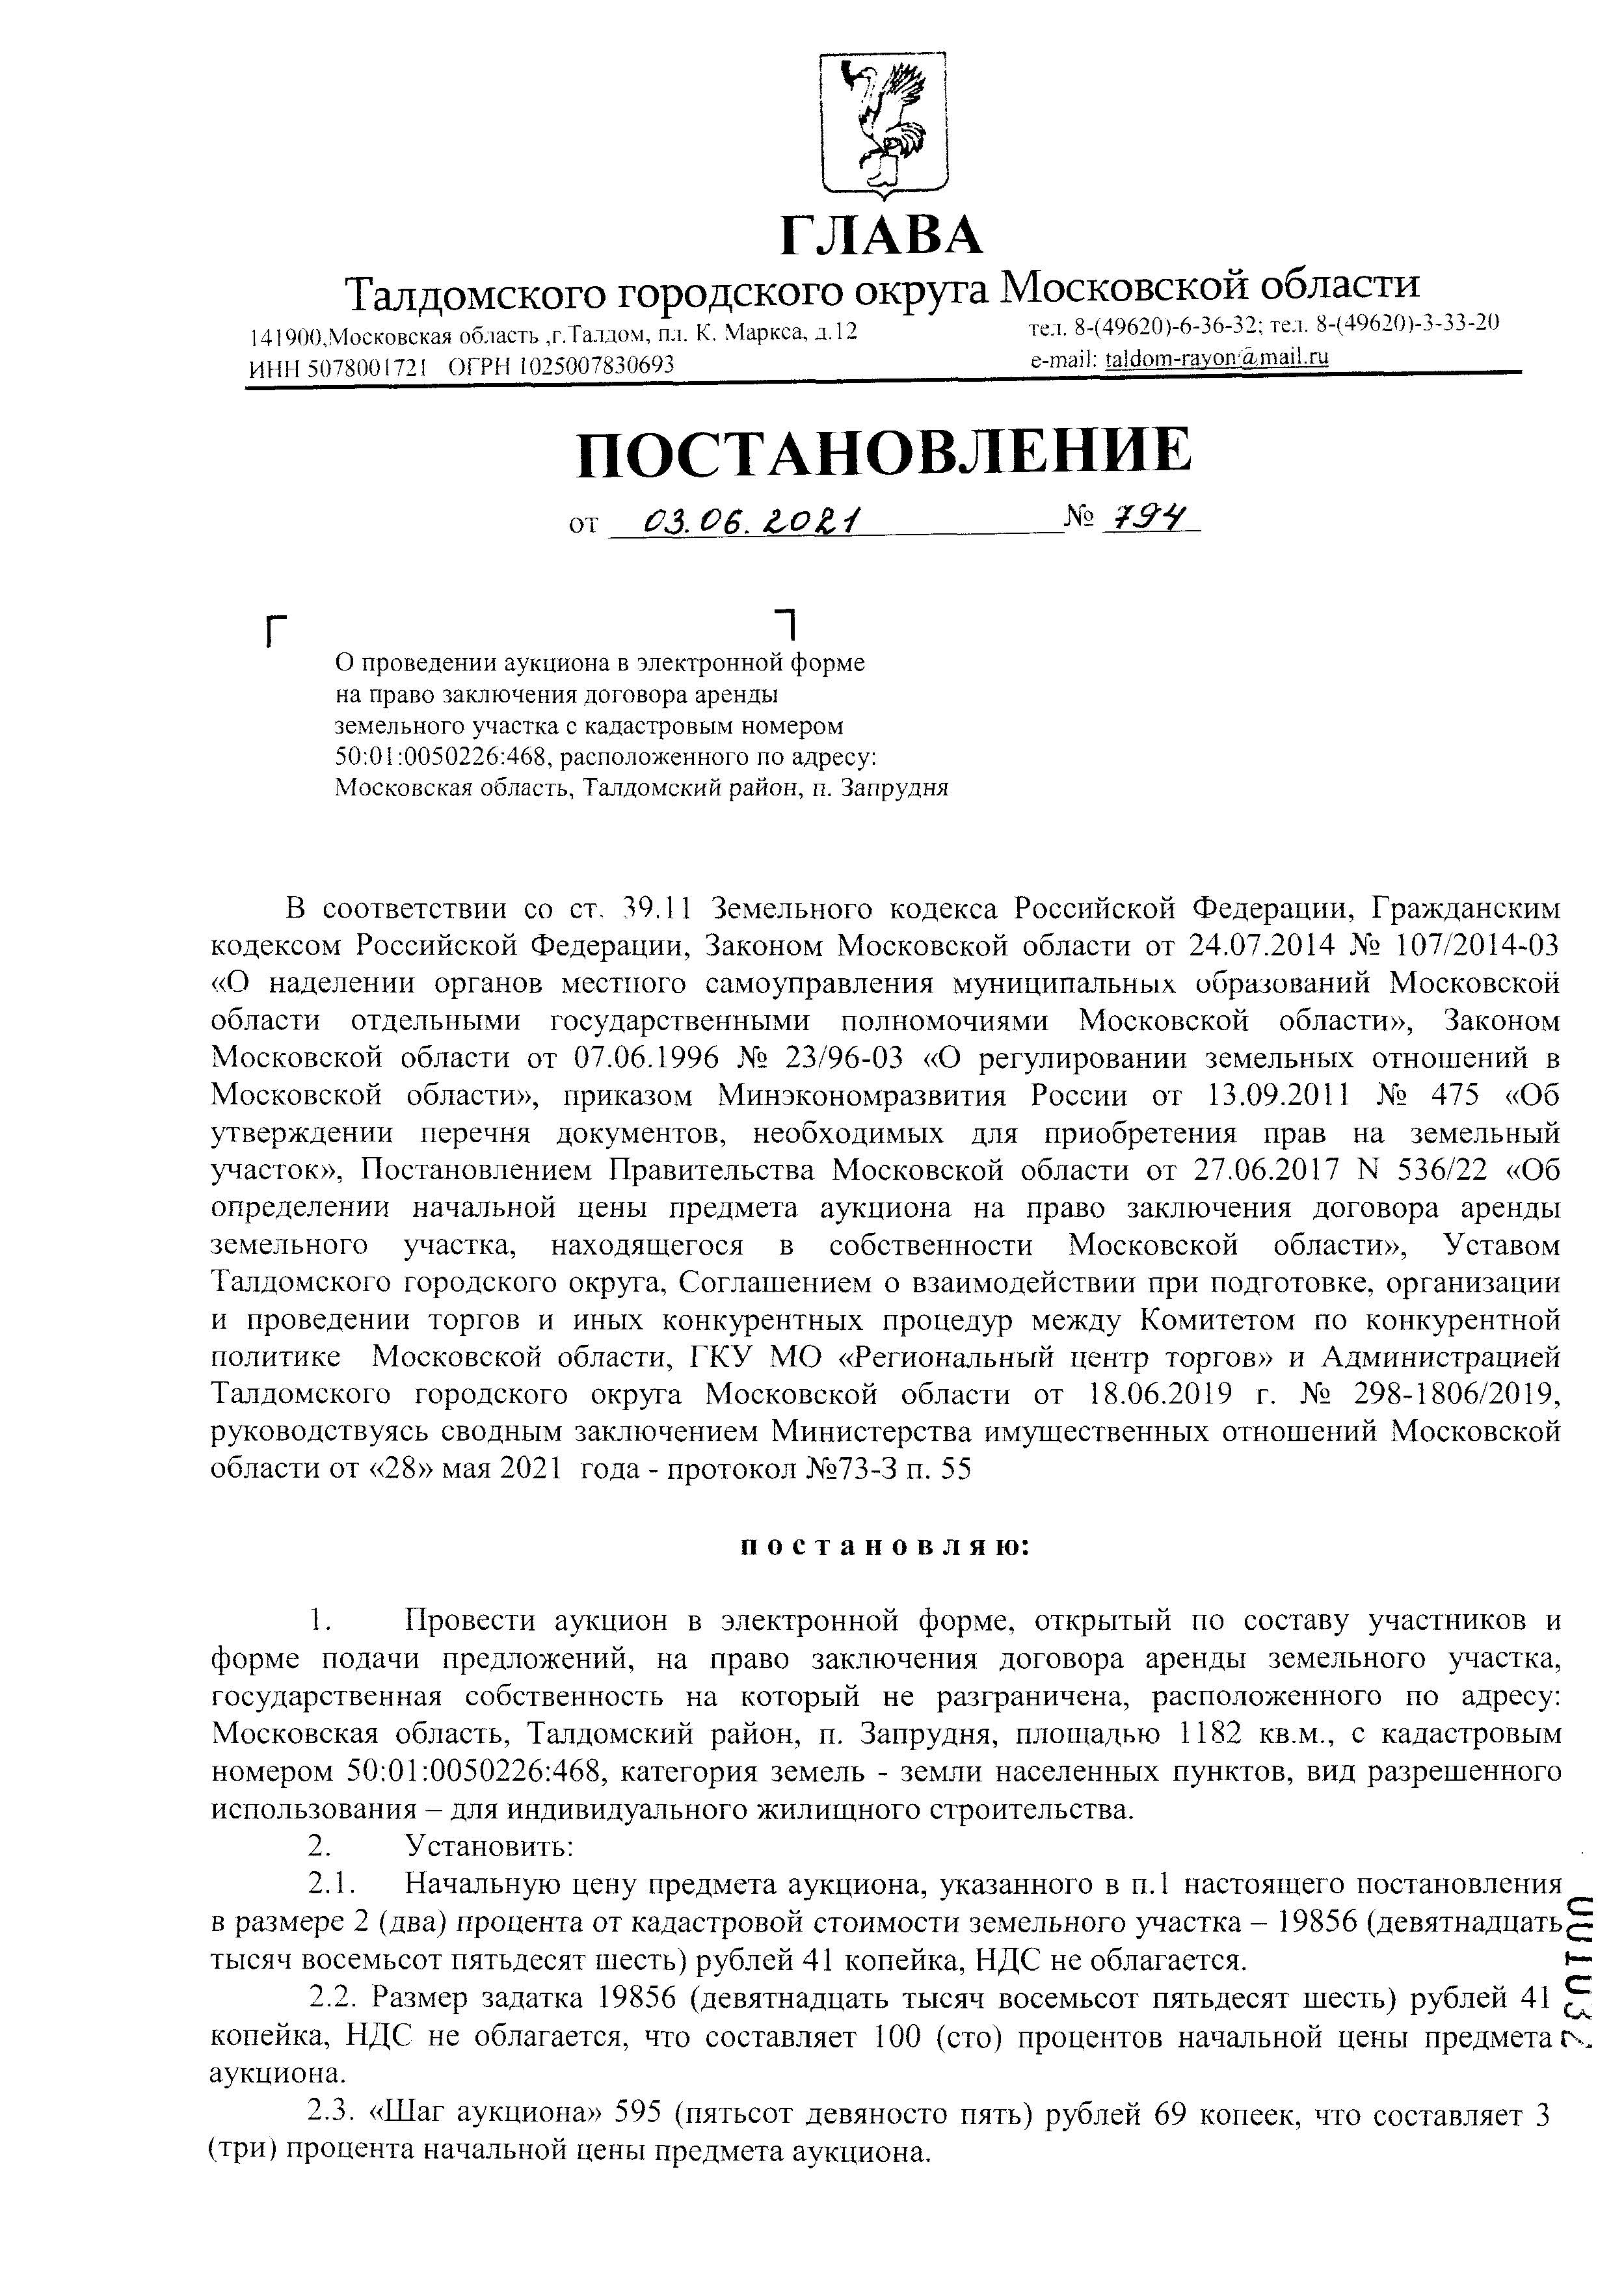 ГЛАВА
Талдомского городского округа Московской области
141900,Московская область ,г.Талдом, пл. К. Маркса, д.12
тел. 8-(49620)-6-36-32; тел. 8-(49620)-3-33-20
ИНН 5078001721 ОГРН 1025007830693
e-mail: taldom-rayon@mail.ru
ПОСТАНОВЛЕНИЕ
от 03.06.2021 № 794
О проведении аукциона в электронной форме
на право заключения договора аренды
земельного участка с кадастровым номером
50:01:0050226:468, расположенного по адресу:
Московская область, Талдомский район, п. Запрудня
В соответствии со ст. 39.11 Земельного кодекса Российской Федерации, Гражданским
кодексом Российской Федерации, Законом Московской области от 24.07.2014 № 107/2014-ОЗ
«О наделении органов местного самоуправления муниципальных образований Московской
области отдельными государственными полномочиями Московской области», Законом
Московской области от 07.06.1996 № 23/96-ОЗ «О регулировании земельных отношений в
Московской области», приказом Минэкономразвития России от 13.09.2011 № 475 «Об
утверждении перечня документов, необходимых для приобретения прав на земельный
участок», Постановлением Правительства Московской области от 27.06.2017 N 536/22 «Об
определении начальной цены предмета аукциона на право заключения договора аренды
земельного участка, находящегося в собственности Московской области», Уставом
Талдомского городского округа, Соглашением о взаимодействии при подготовке, организации
и проведении торгов и иных конкурентных процедур между Комитетом по конкурентной
политике Московской области, ГКУ МО «Региональный центр торгов» и Администрацией
Талдомского городского округа Московской области от 18.06.2019 г. № 298-1806/2019,
руководствуясь сводным заключением Министерства имущественных отношений Московской
области от «28» мая 2021 года - протокол №73-З п. 55
п о с т а н о в л я ю:
1. Провести аукцион в электронной форме, открытый по составу участников и
форме подачи предложений, на право заключения договора аренды земельного участка,
государственная собственность на который не разграничена, расположенного по адресу:
Московская область, Талдомский район, п. Запрудня, площадью 1182 кв.м., с кадастровым
номером 50:01:0050226:468, категория земель - земли населенных пунктов, вид разрешенного
использования – для индивидуального жилищного строительства.
2. Установить:
2.1. Начальную цену предмета аукциона, указанного в п.1 настоящего постановления
в размере 2 (два) процента от кадастровой стоимости земельного участка – 19856 (девятнадцать
тысяч восемьсот пятьдесят шесть) рублей 41 копейка, НДС не облагается.
2.2. Размер задатка 19856 (девятнадцать тысяч восемьсот пятьдесят шесть) рублей 41
копейка, НДС не облагается, что составляет 100 (сто) процентов начальной цены предмета
аукциона.
2.3. «Шаг аукциона» 595 (пятьсот девяносто пять) рублей 69 копеек, что составляет 3
(три) процента начальной цены предмета аукциона.